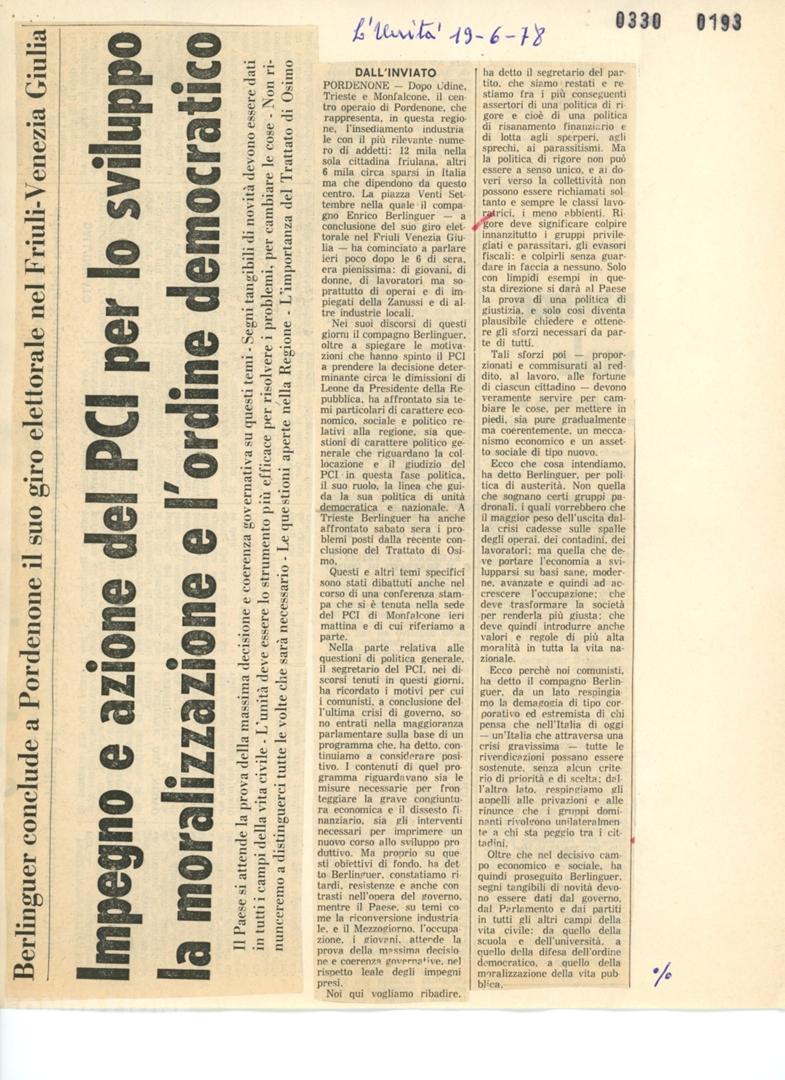 L'Unità 19-6-78
0330 0193
Berlinguer conclude a Pordenone il suo giro elettorale nel Friuli-Venezia Giulia
Impegno e azione del PCI per lo sviluppo
la moralizzazione e l'ordine democratico
Il Paese si attende la prova della massima decisione e coerenza governativa su questi temi - Segni tangibili di novità devono essere dati
in tutti i campi della vita civile - L'unità deve essere lo strumento più efficace per risolvere i problemi, per cambiare le cose - Non ri-
nunceremo a distinguerci tutte le volte che sarà necessario - Le questioni aperte nella Regione - L'importanza del Trattato di Osimo
DALL'INVIATO
PORDENONE — Dopo Udine,
Trieste e Monfalcone, il cen
tro operaio di Pordenone, che
rappresenta, in questa regio
ne, l'insediamento industria
le con il più rilevante nume
ro di addetti: 12 mila nella
sola cittadina friulana, altri
6 mila circa sparsi in Italia
ma che dipendono da questo
centro. La piazza Venti Set
tembre nella quale il compa
gno Enrico Berlinguer — a
conclusione del suo giro elet
torale nel Friuli Venezia Giu
lia — ha cominciato a parlare
ieri poco dopo le 6 di sera,
era pienissima: di giovani, di
donne, di lavoratori ma so
prattutto di operai e di im
piegati della Zanussi e di al
tre industrie locali.
Nei suoi discorsi di questi
giorni il compagno Berlinguer,
oltre a spiegare le motiva
zioni che hanno spinto il PCI
a prendere la decisione deter
minante circa le dimissioni di
Leone da Presidente della Re
pubblica, ha affrontato sia te
mi particolari di carattere eco
nomico, sociale e politico re
lativi alla regione, sia que
stioni di carattere politico ge
nerale che riguardano la col
locazione e il giudizio del
PCI in questa fase politica,
il suo ruolo, la linea che gui
da la sua politica di unità
democratica e nazionale. A
Trieste Berlinguer ha anche
affrontato sabato sera i pro
blemi posti dalla recente con
clusione del Trattato di Osi
mo.
Questi e altri temi specifici
sono stati dibattuti anche nel
corso di una conferenza stam
pa che si è tenuta nella sede
del PCI di Monfalcone ieri
mattina e di cui riferiamo a
parte.
Nella parte relativa alle
questioni di politica generale,
il segretario del PCI, nei di
scorsi tenuti in questi giorni,
ha ricordato i motivi per cui
i comunisti, a conclusione del
l'ultima crisi di governo, so
no entrati nella maggioranza
parlamentare sulla base di un
programma che, ha detto, con
tinuiamo a considerare posi
tivo. I contenuti di quel pro
gramma riguardavano sia le
misure necessarie per fron
teggiare la grave congiuntu
ra economica e il dissesto fi
nanziario, sia gli interventi
necessari per imprimere un
nuovo corso allo sviluppo pro
duttivo. Ma proprio su que
sti obiettivi di fondo, ha det
to Berlinguer, constatiamo ri
tardi, resistenze e anche con
trasti nell'opera del governo,
mentre il Paese, su temi co
me la riconversione industria
le, e il Mezzogiorno, l'occupa
zione, i giovani, attende la
prova della massima decisio
ne e coerenza governative, nel
rispetto leale degli impegni
presi.
Noi qui vogliamo ribadire,
ha detto il segretario del par
tito, che siamo restati e re
stiamo fra i più conseguenti
assertori di una politica di ri
gore e cioè di una politica
di risanamento finanziario e
di lotta agli sperperi, agli
sprechi, ai parassitismi. Ma
la politica di rigore non può
essere a senso unico, e ai do
veri verso la collettività non
possono essere richiamati sol
tanto e sempre le classi lavo
ratrici, i meno abbienti. Ri
gore deve significare colpire
innanzitutto i gruppi privile
giati e parassitari, gli evasori
fiscali: e colpirli senza guar
dare in faccia a nessuno. Solo
con limpidi esempi in que
sta direzione si darà al Paese
la prova di una politica di
giustizia, e solo così diventa
plausibile chiedere e ottene
re gli sforzi necessari da par
te di tutti.
Tali sforzi poi — propor
zionati e commisurati al red
dito, al lavoro, alle fortune
di ciascun cittadino — devono
veramente servire per cam
biare le cose, per mettere in
piedi, sia pure gradualmente
ma coerentemente, un mecca
nismo economico e un asset
to sociale di tipo nuovo.
Ecco che cosa intendiamo,
ha detto Berlinguer, per poli
tica di austerità. Non quella
che sognano certi gruppi pa
dronali, i quali vorrebbero che
il maggior peso dell'uscita dal
la crisi cadesse sulle spalle
degli operai, dei contadini, dei
lavoratori; ma quella che de
ve portare l'economia a svi
lupparsi su basi sane, moder
ne, avanzate e quindi ad ac
crescere l'occupazione; che
deve trasformare la società
per renderla più giusta; che
deve quindi introdurre anche
valori e regole di più alta
moralità in tutta la vita na
zionale.
Ecco perchè noi comunisti,
ha detto il compagno Berlin
guer, da un lato respingia
mo la demagogia di tipo cor
porativo ed estremista di chi
pensa che nell'Italia di oggi
— un'Italia che attraversa una
crisi gravissima — tutte le
rivendicazioni possano essere
sostenute, senza alcun crite
rio di priorità e di scelta; dal
l'altro lato, respingiamo gli
appelli alle privazioni e alle
rinunce che i gruppi domi
nanti rivolgono unilateralmen
te a chi sta peggio tra i cit
tadini.
Oltre che nel decisivo cam
po economico e sociale, ha
quindi proseguito Berlinguer,
segni tangibili di novità devo
no essere dati dal governo,
dal Parlamento e dai partiti
in tutti gli altri campi della
vita civile: da quello della
scuola e dell'università, a
quello della difesa dell'ordine
democratico, a quello della
moralizzazione della vita pub
blica.
%